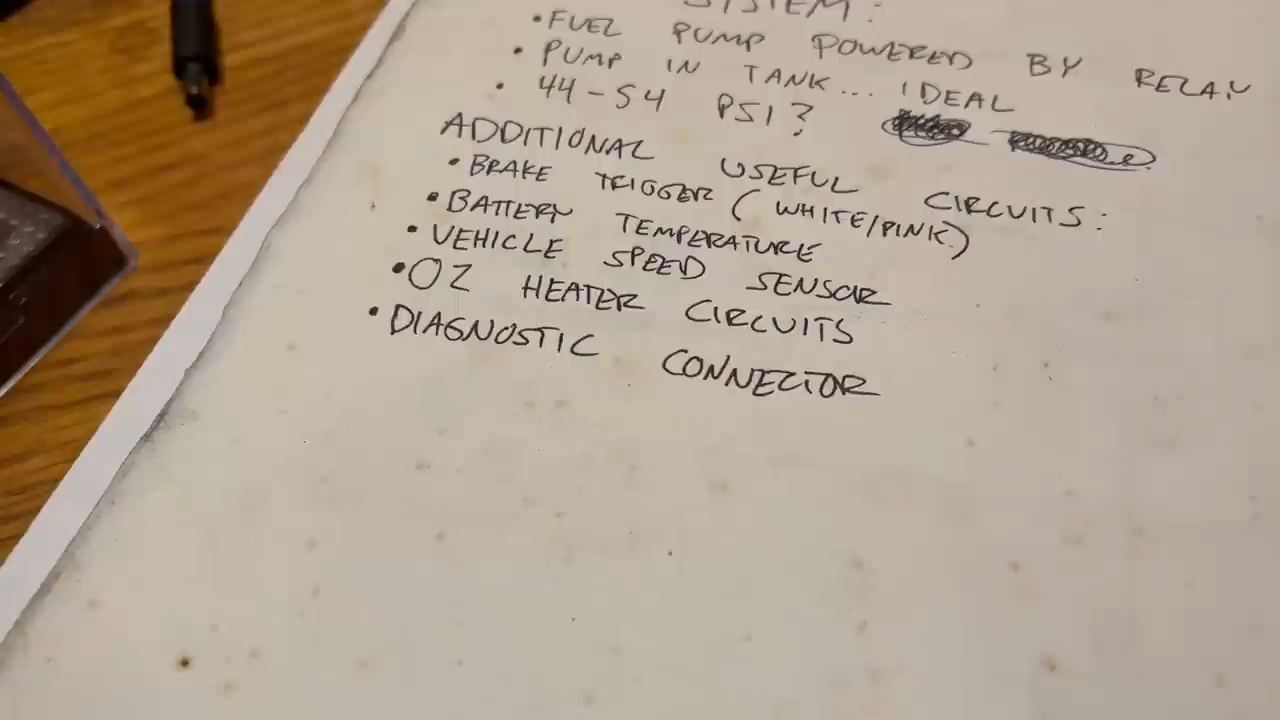 SYSTEM:
• FUEL PUMP POWERED BY RELAY
• PUMP IN TANK... IDEAL
• 44-54 PSI?
ADDITIONAL USEFUL CIRCUITS:
• BRAKE TRIGGER (WHITE/PINK)
• BATTERY TEMPERATURE
• VEHICLE SPEED SENSOR
• O2 HEATER CIRCUITS
• DIAGNOSTIC CONNECTOR